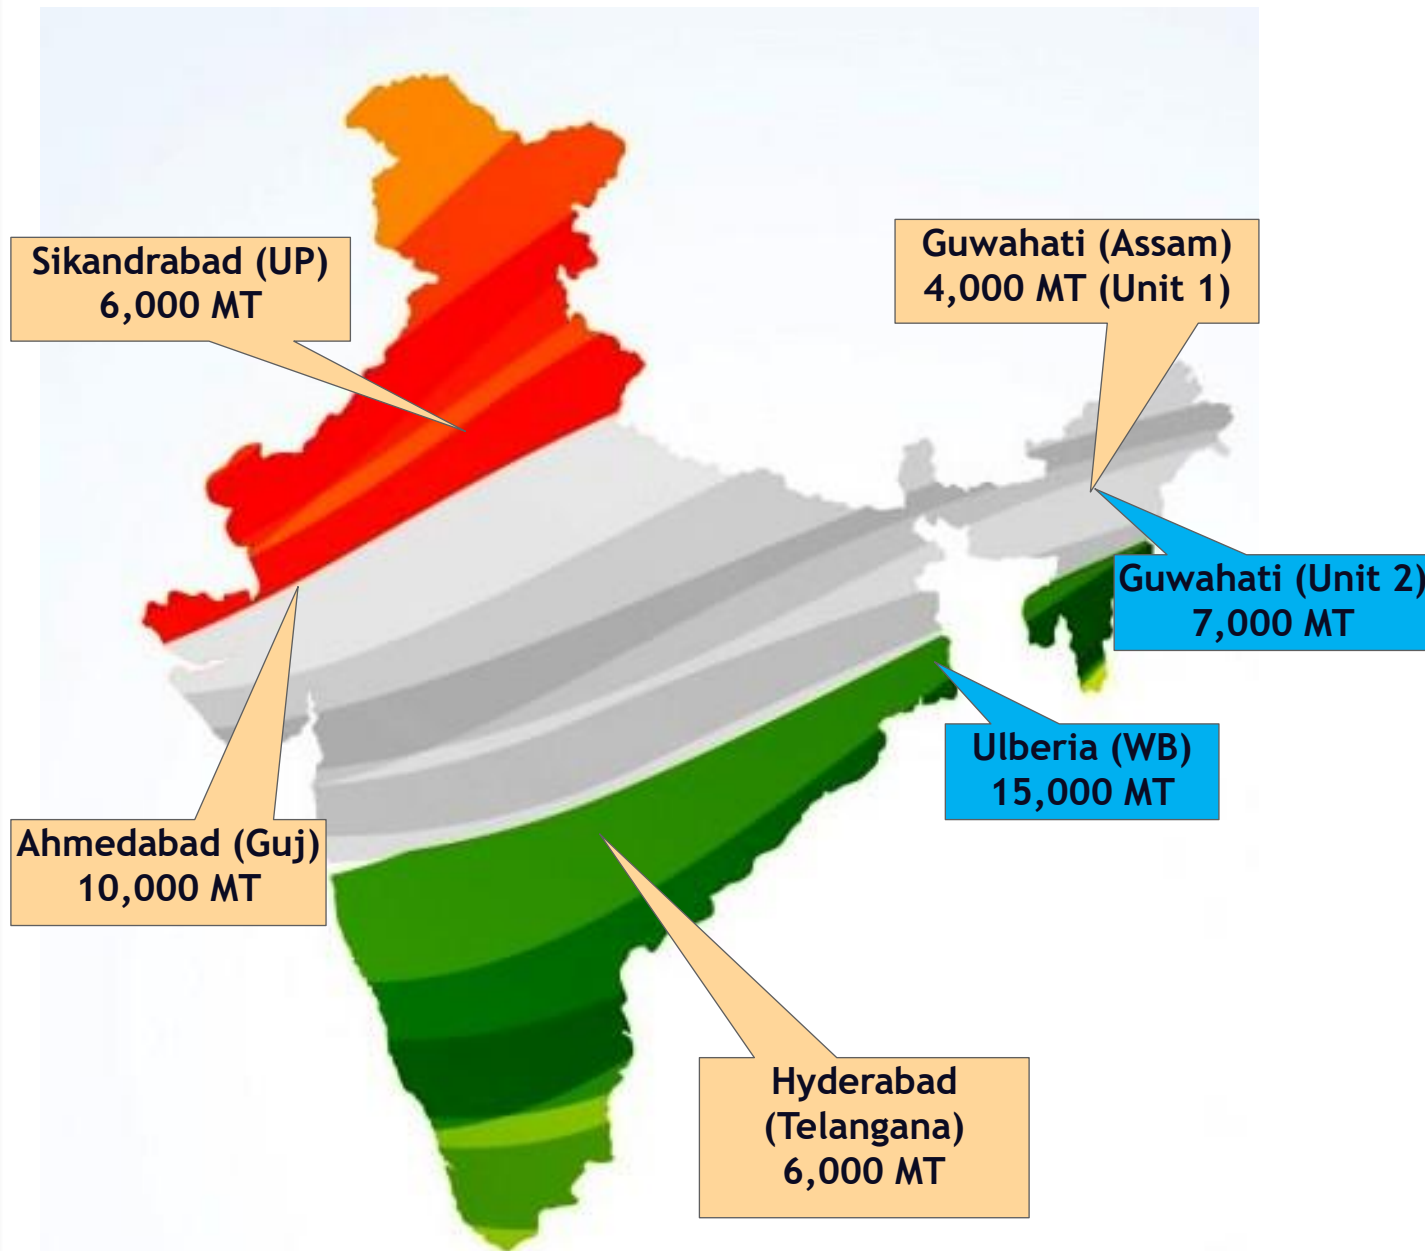 Sikandrabad (UP)
6,000 MT
Guwahati (Assam)
4,000 MT (Unit 1)
Guwahati (Unit 2)
7,000 MT
Ulberia (WB)
15,000 MT
Ahmedabad (Guj)
10,000 MT
Hyderabad
(Telangana)
6,000 MT